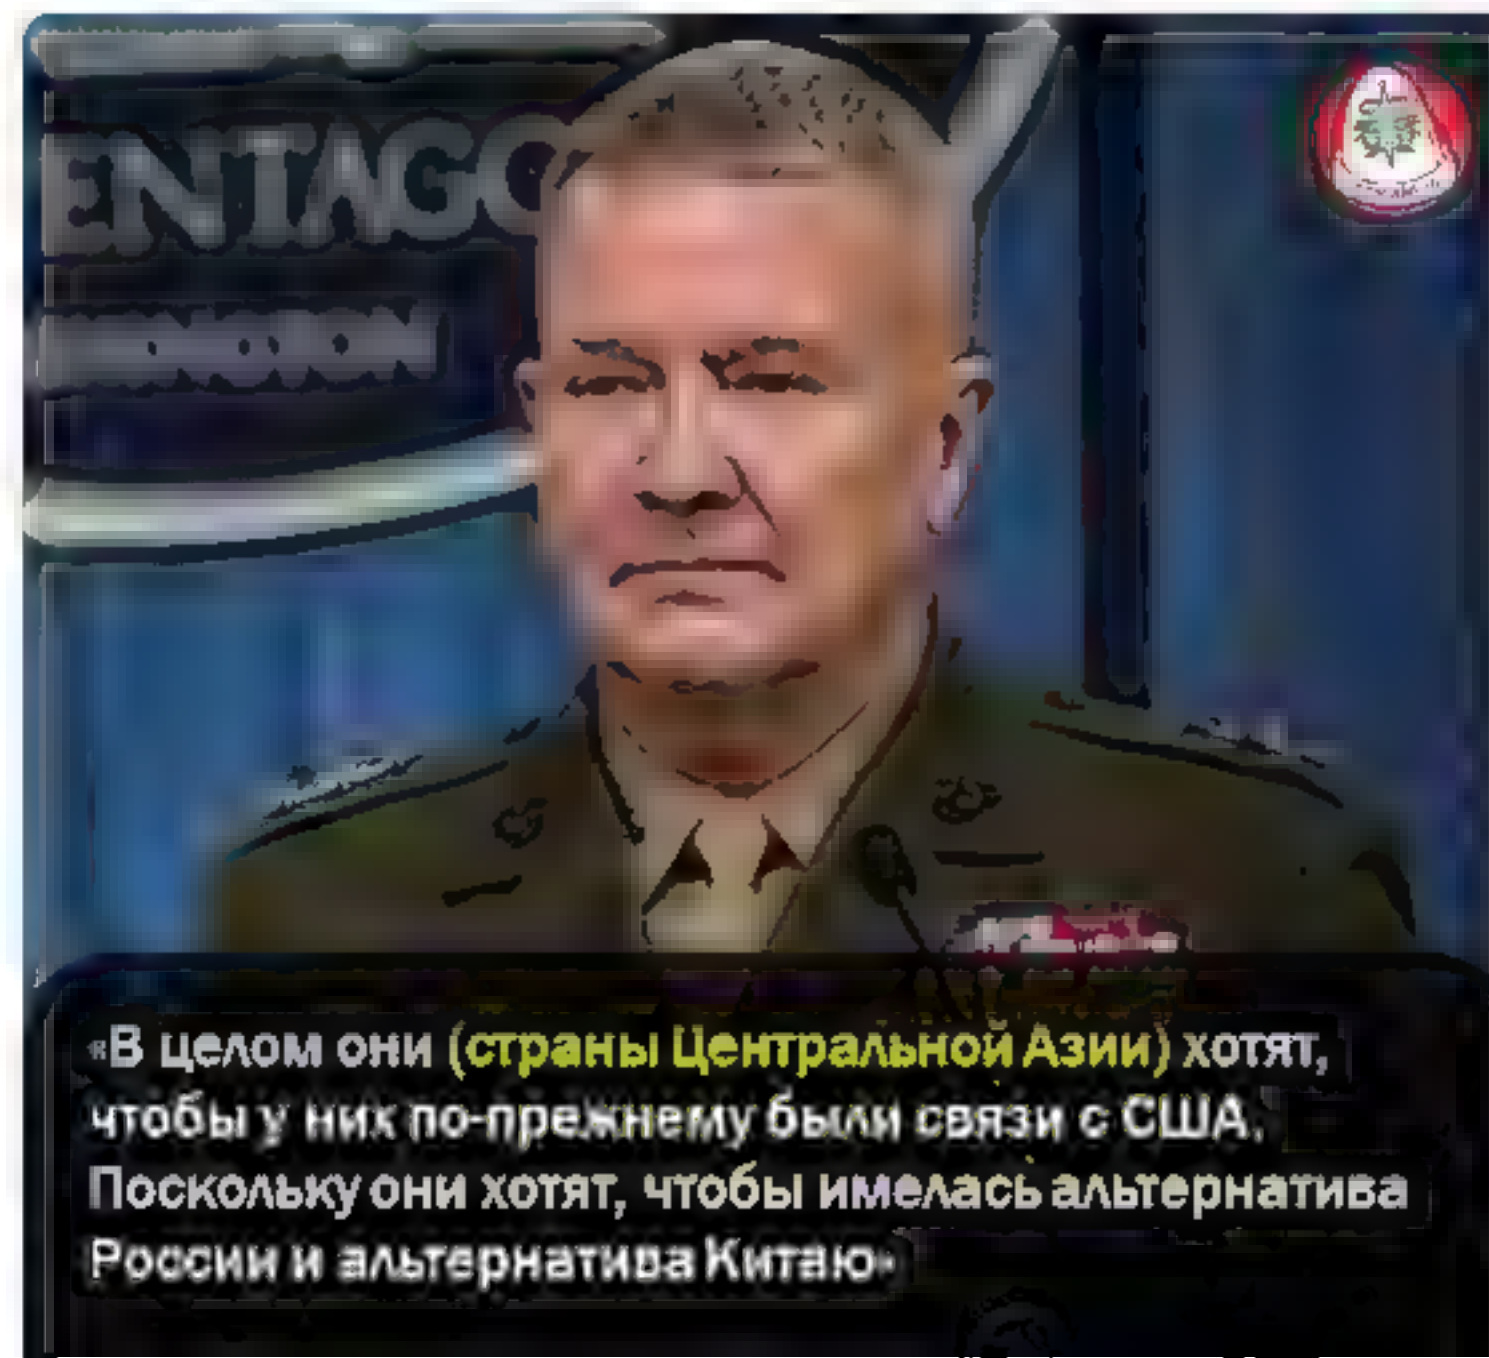 ENTAGO
«В целом они (страны Центральной Азии) хотят,
чтобы у них по-прежнему были связи с США.
Поскольку они хотят, чтобы имелась альтернатива
России и альтернатива Китаю»